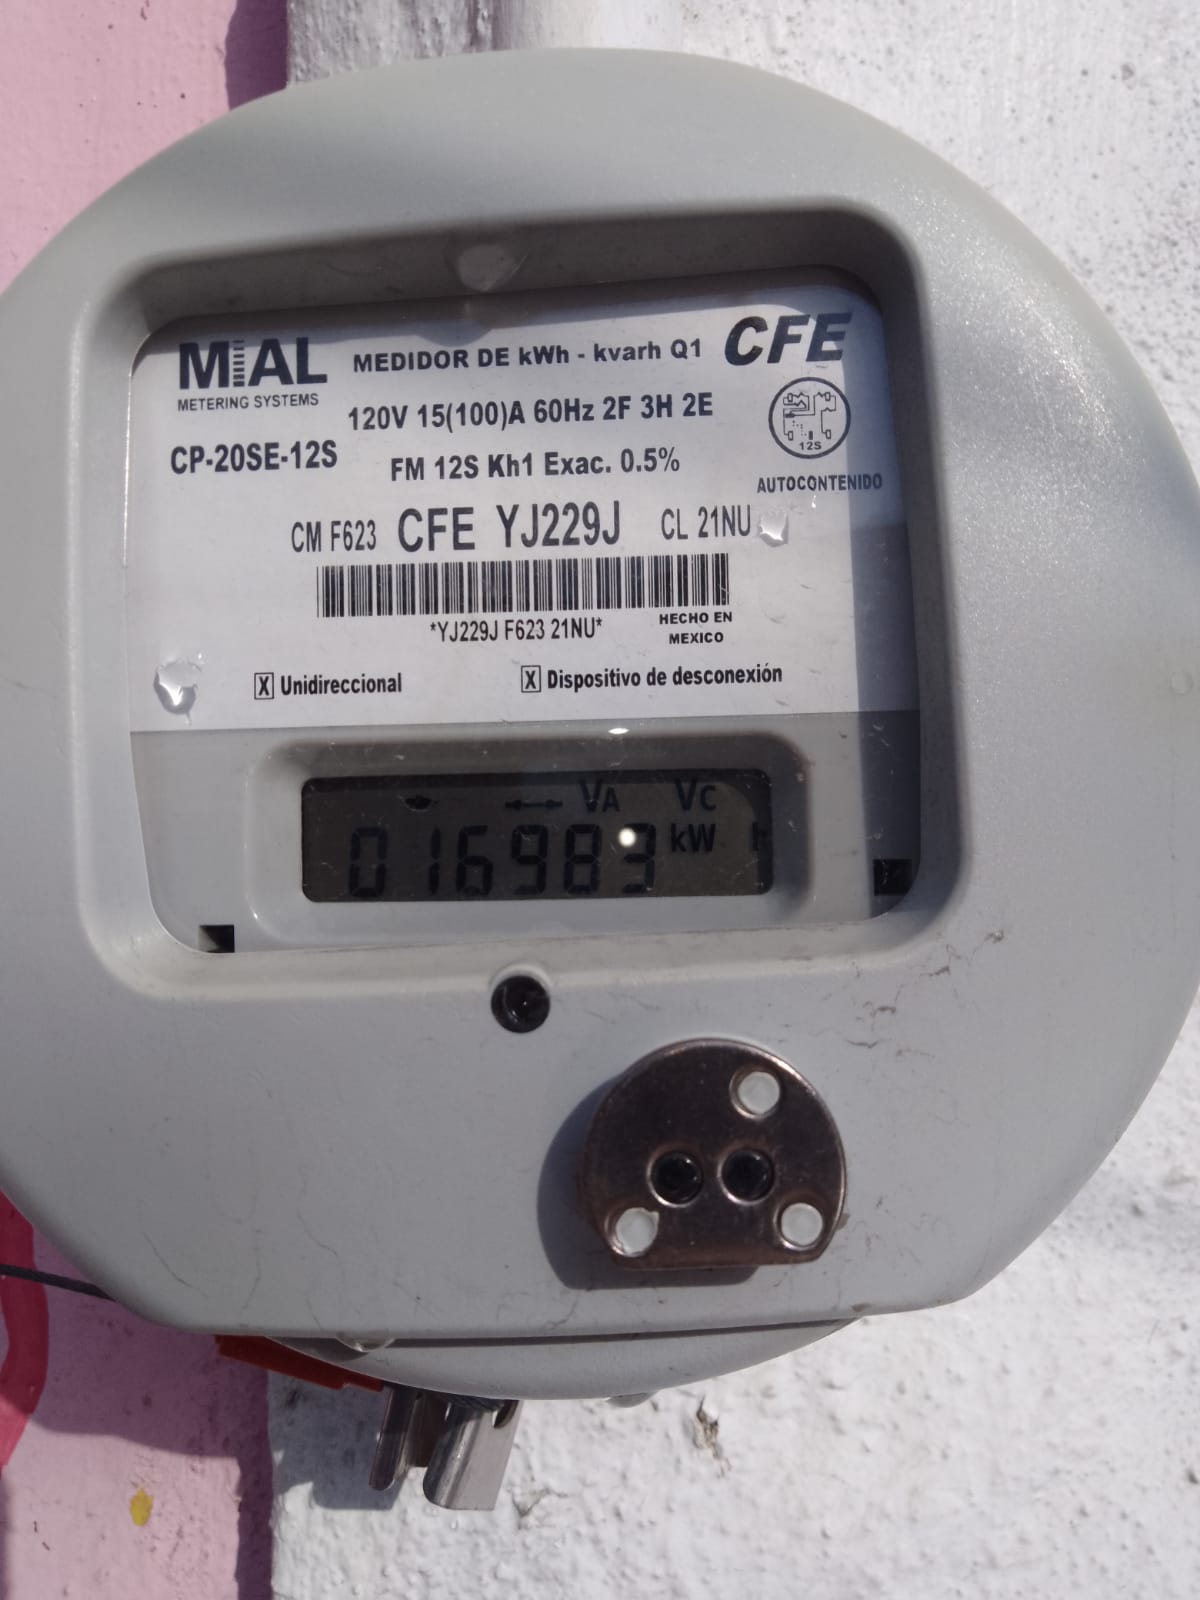 MIAL
METERING SYSTEMS
MEDIDOR DE kWh - kvarh Q1
CFE
120V 15(100)A 60Hz 2F 3H 2E
CP-20SE-12S
FM 12S Kh1 Exac. 0.5%
12S
AUTOCONTENIDO
CM F623 CFE YJ229J CL 21NU
*YJ229J F623 21NU*
HECHO EN
MEXICO
X Unidireccional
X Dispositivo de desconexión
VA VC
016983 kW h